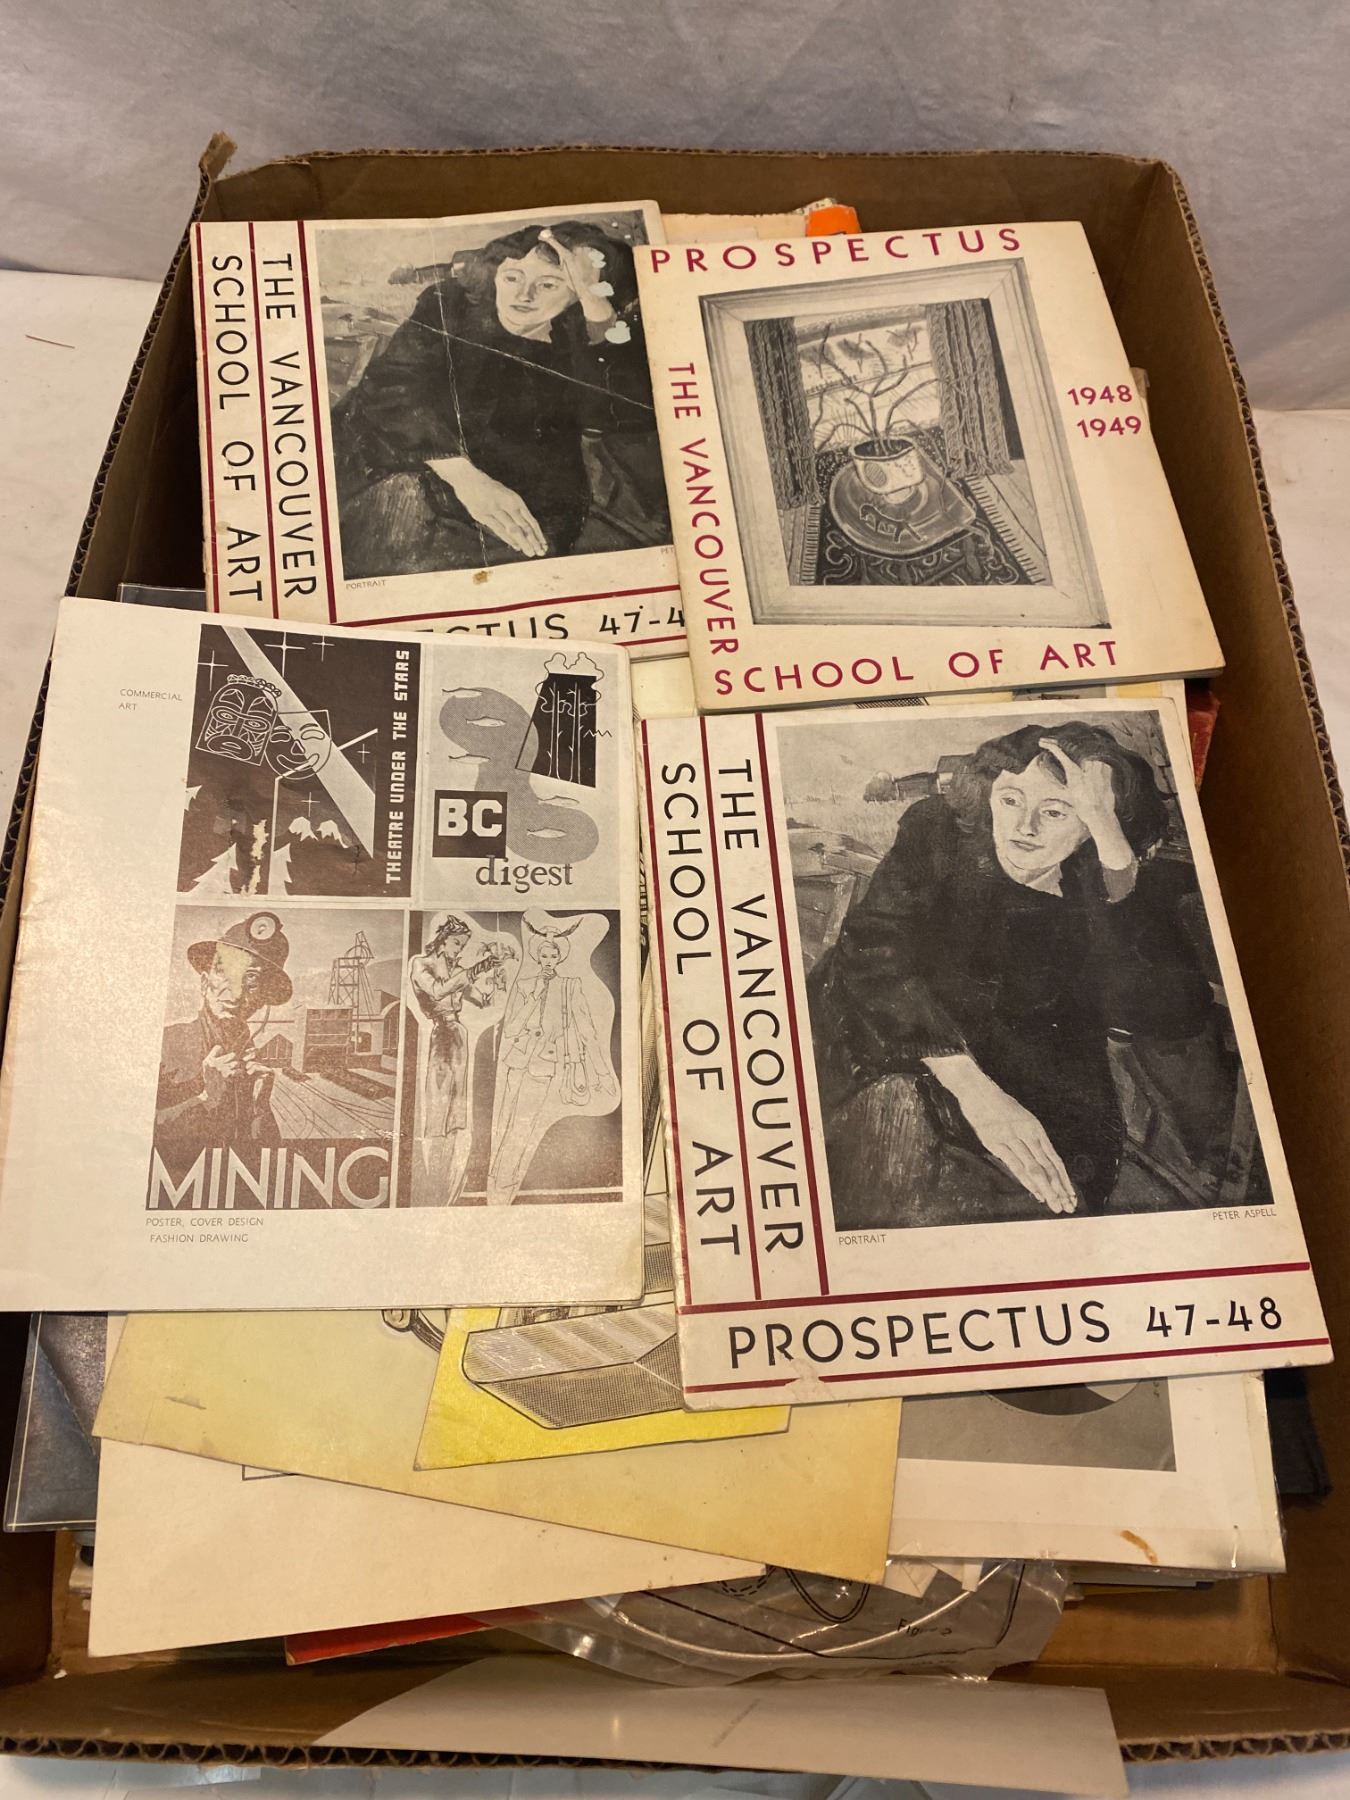 THE VANCOUVER
SCHOOL OF ART
PORTRAIT
47-4
PROSPECTUS
THE VANCOUVER
1948
1949
SCHOOL OF ART
COMMERCIAL
ART
THEATRE UNDER THE STARS
BC
digest
MINING
POSTER, COVER DESIGN
FASHION DRAWING
THE VANCOUVER
SCHOOL OF ART
PORTRAIT
PETER ASPELL
PROSPECTUS 47-48